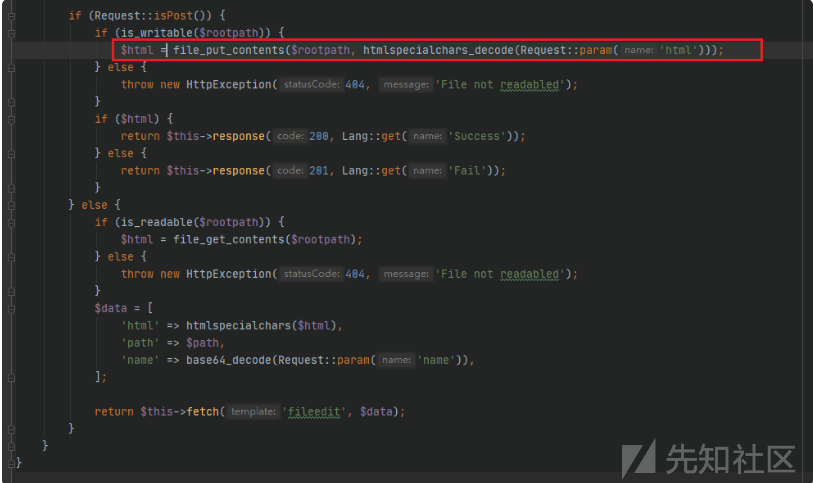 if (Request::isPost()) {
if (is_writable($rootpath)) {
$html = file_put_contents($rootpath, htmlspecialchars_decode(Request::param( name: 'html')));
} else {
throw new HttpException( statusCode: 404, message: 'File not readabled');
}
if ($html) {
return $this->response( code: 200, Lang::get( name: 'Success'));
} else {
return $this->response( code: 201, Lang::get( name: 'Fail'));
}
} else {
if (is_readable($rootpath)) {
$html = file_get_contents($rootpath);
} else {
throw new HttpException( statusCode: 404, message: 'File not readabled');
}
$data = [
'html' => htmlspecialchars($html),
'path' => $path,
'name' => base64_decode(Request::param( name: 'name')),
];
return $this->fetch( template: 'fileedit', $data);
}
}
}
先知社区